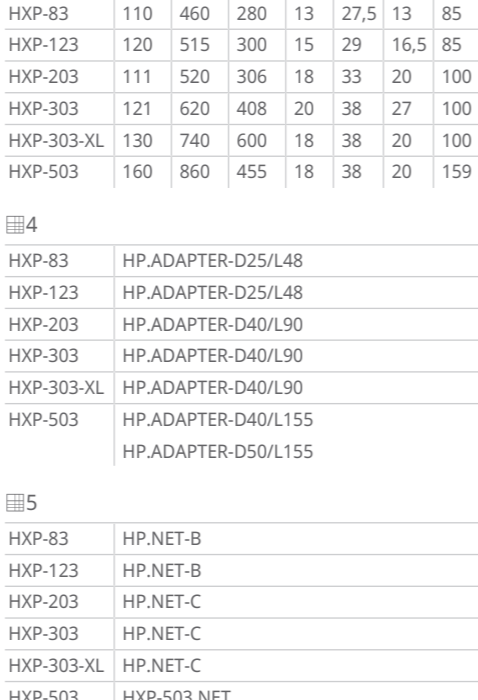 HXP-83 110 460 280 13 27,5 13 85
HXP-123 120 515 300 15 29 16,5 85
HXP-203 111 520 306 18 33 20 100
HXP-303 121 620 408 20 38 27 100
HXP-303-XL 130 740 600 18 38 20 100
HXP-503 160 860 455 18 38 20 159
4
HXP-83 HP.ADAPTER-D25/L48
HXP-123 HP.ADAPTER-D25/L48
HXP-203 HP.ADAPTER-D40/L90
HXP-303 HP.ADAPTER-D40/L90
HXP-303-XL HP.ADAPTER-D40/L90
HXP-503 HP.ADAPTER-D40/L155
HP.ADAPTER-D50/L155
5
HXP-83 HP.NET-B
HXP-123 HP.NET-B
HXP-203 HP.NET-C
HXP-303 HP.NET-C
HXP-303-XL HP.NET-C
HXP-503 HXP-503.NET